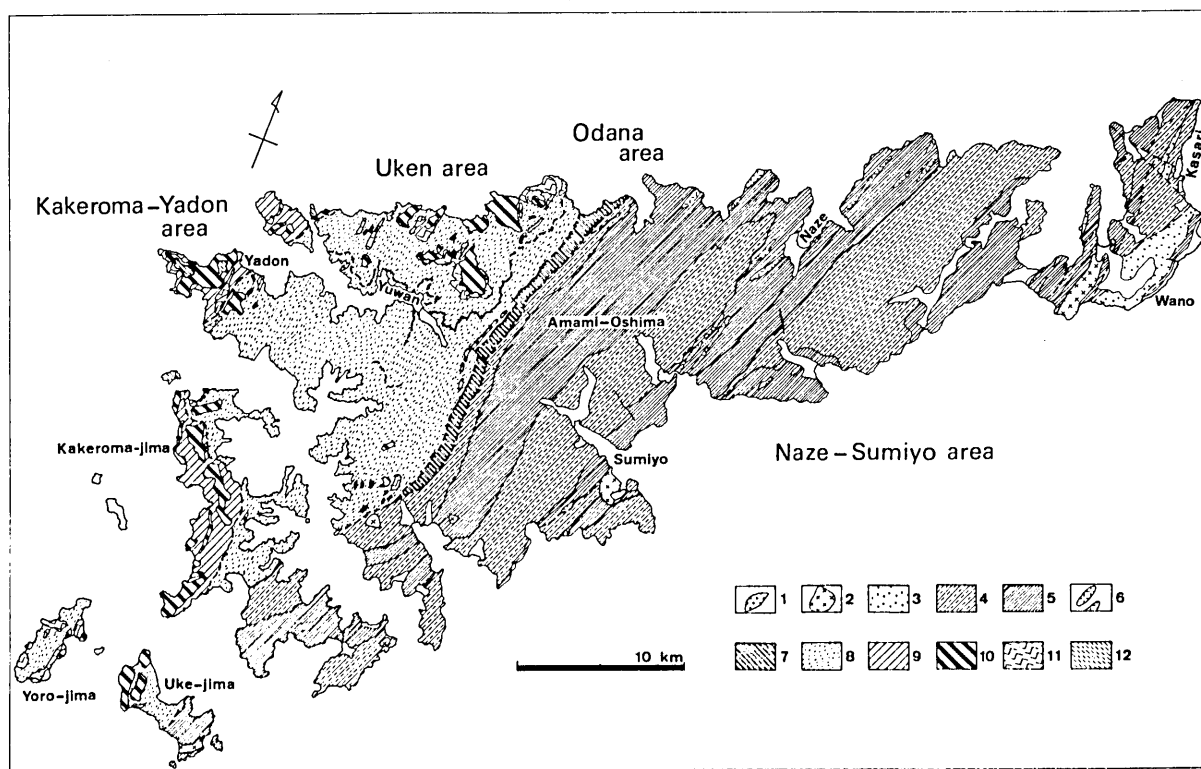 Odana
area
Uken area
Kakeroma-Yadon
area
Kasari
Yadon
Naze
Yuwan
Wano
Amami-Oshima
Kakeroma-jima
Sumiyo
Naze-Sumiyo area
1 2 3 4 5 6
10 km
7 8 9 10 11 12
Yoro-jima
Uke-jima